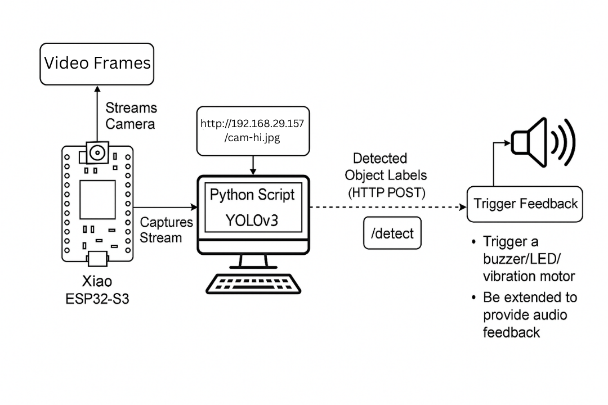 Video Frames
Streams
Camera
http://192.168.29.157
/cam-hi.jpg
Python Script
YOLOv3
Captures
Stream
Xiao
ESP32-S3
Detected
Object Labels
(HTTP POST)
/detect
Trigger Feedback
• Trigger a
buzzer/LED/
vibration motor
• Be extended to
provide audio
feedback